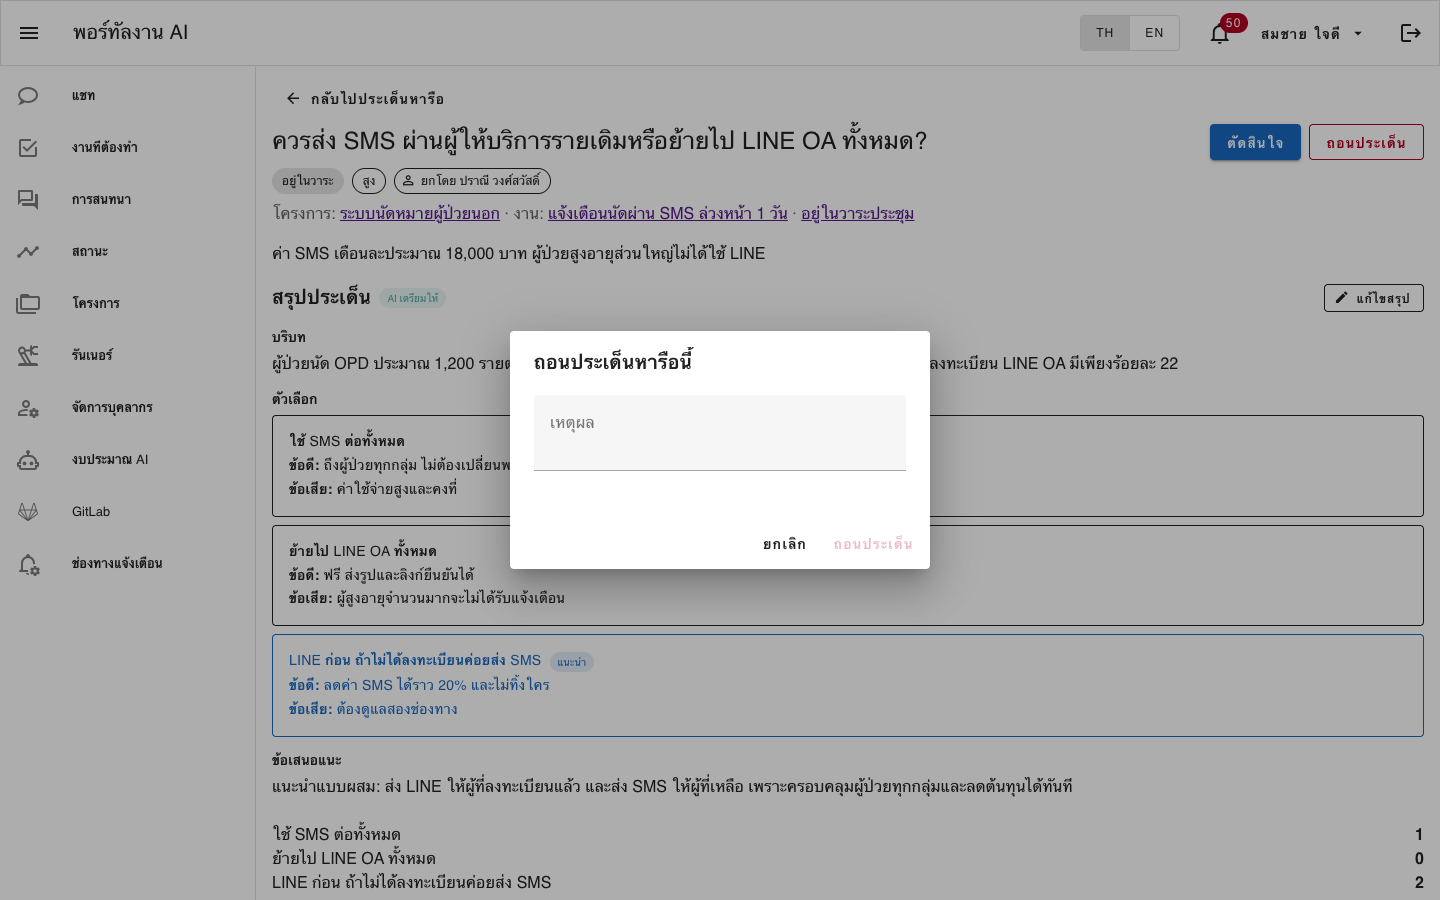 พอร์ทัลงาน AI
TH
EN
50
สมชาย ใจดี
แชท
งานที่ต้องทำ
การสนทนา
สถานะ
โครงการ
รันเนอร์
จัดการบุคลากร
งบประมาณ AI
GitLab
ช่องทางแจ้งเตือน
กลับไปประเด็นหารือ
ควรส่ง SMS ผ่านผู้ให้บริการรายเดิมหรือย้ายไป LINE OA ทั้งหมด?
ตัดสินใจ
ถอนประเด็น
อยู่ในวาระ
สูง
ยกโดย ปราณี วงศ์สวัสดิ์
โครงการ: ระบบนัดหมายผู้ป่วยนอก · งาน: แจ้งเตือนนัดผ่าน SMS ล่วงหน้า 1 วัน · อยู่ในวาระประชุม
ค่า SMS เดือนละประมาณ 18,000 บาท ผู้ป่วยสูงอายุส่วนใหญ่ไม่ได้ใช้ LINE
สรุปประเด็น
AI เตรียมให้
แก้ไขสรุป
บริบท
ผู้ป่วยนัด OPD ประมาณ 1,200 ราย
ลงทะเบียน LINE OA มีเพียงร้อยละ 22
ตัวเลือก
ใช้ SMS ต่อทั้งหมด
ข้อดี: ถึงผู้ป่วยทุกกลุ่ม ไม่ต้องเปลี่ยน
ข้อเสีย: ค่าใช้จ่ายสูงและคงที่
ย้ายไป LINE OA ทั้งหมด
ข้อดี: ฟรี ส่งรูปและลิงก์ยืนยันได้
ข้อเสีย: ผู้สูงอายุจำนวนมากจะไม่ได้รับแจ้งเตือน
LINE ก่อน ถ้าไม่ได้ลงทะเบียนค่อยส่ง SMS
แนะนำ
ข้อดี: ลดค่า SMS ได้ราว 20% และไม่ทิ้งใคร
ข้อเสีย: ต้องดูแลสองช่องทาง
ข้อเสนอแนะ
แนะนำแบบผสม: ส่ง LINE ให้ผู้ที่ลงทะเบียนแล้ว และส่ง SMS ให้ผู้ที่เหลือ เพราะครอบคลุมผู้ป่วยทุกกลุ่มและลดต้นทุนได้ทันที
ใช้ SMS ต่อทั้งหมด 1
ย้ายไป LINE OA ทั้งหมด 0
LINE ก่อน ถ้าไม่ได้ลงทะเบียนค่อยส่ง SMS 2
ถอนประเด็นหารือนี้
เหตุผล
ยกเลิก
ถอนประเด็น